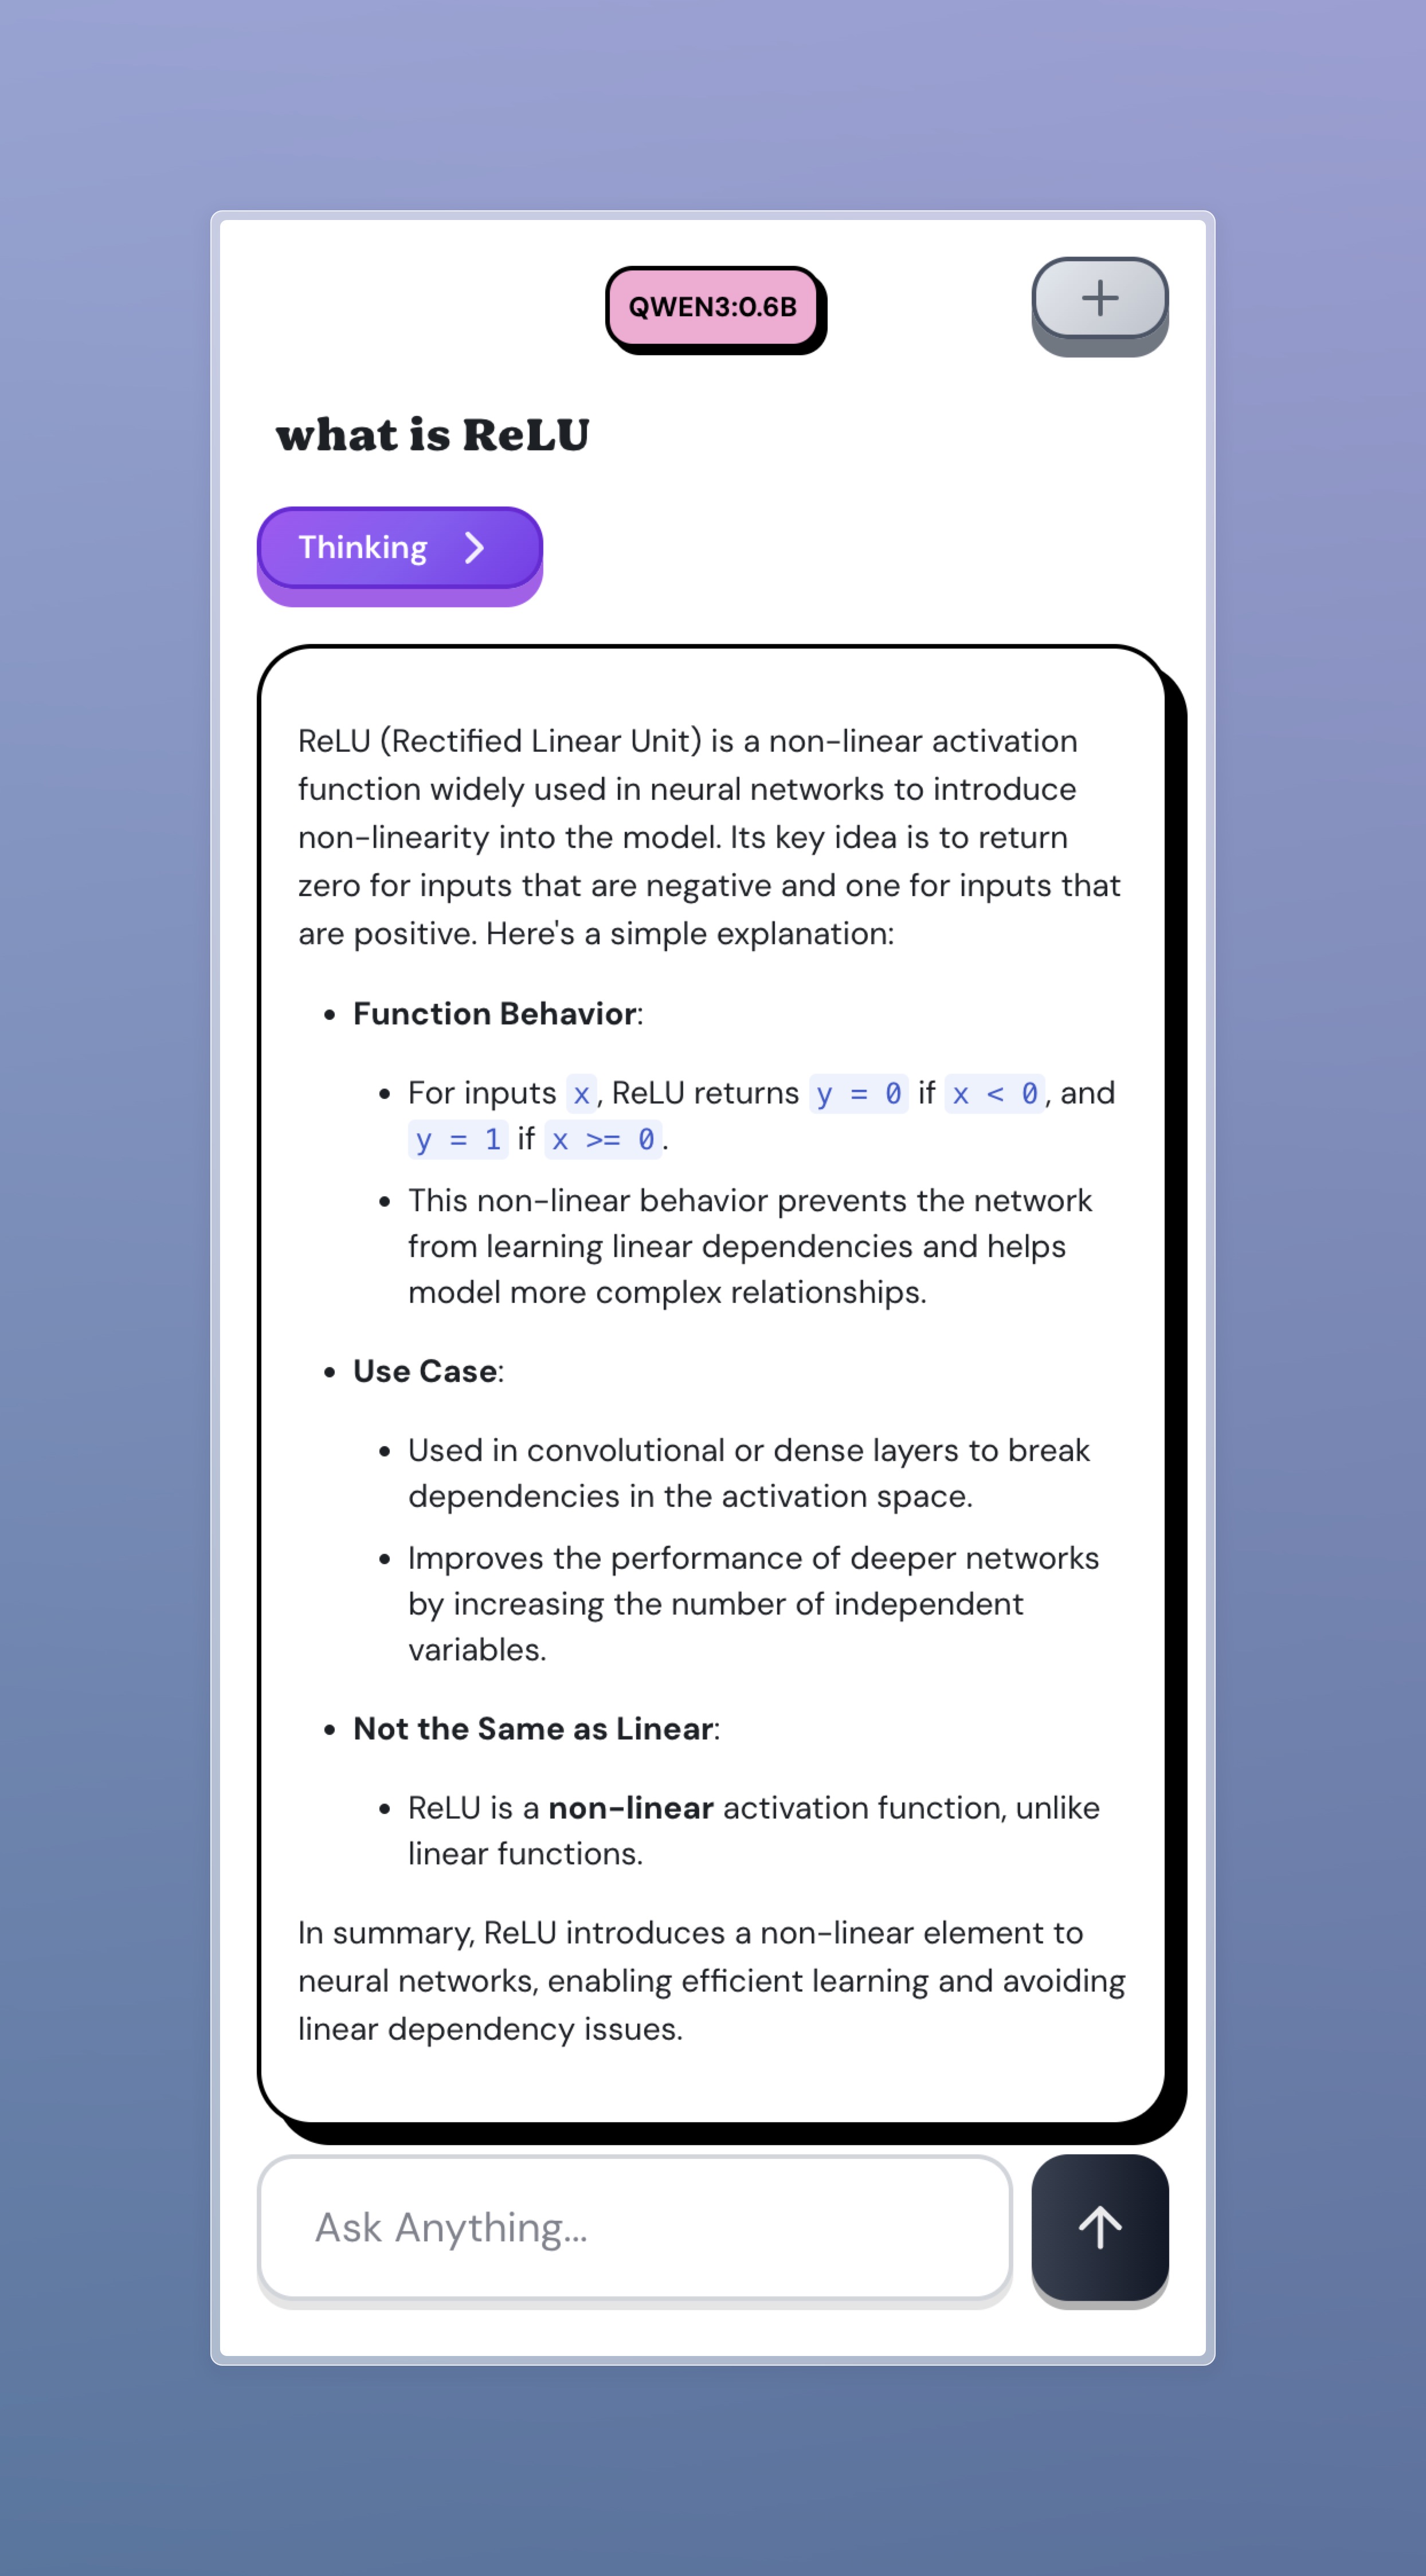 QWEN3:0.6B
what is ReLU
Thinking
ReLU (Rectified Linear Unit) is a non-linear activation
function widely used in neural networks to introduce
non-linearity into the model. Its key idea is to return
zero for inputs that are negative and one for inputs that
are positive. Here's a simple explanation:
• Function Behavior:
• For inputs x, ReLU returns y = 0 if x < 0, and
y = 1 if x >= 0.
• This non-linear behavior prevents the network
from learning linear dependencies and helps
model more complex relationships.
• Use Case:
• Used in convolutional or dense layers to break
dependencies in the activation space.
• Improves the performance of deeper networks
by increasing the number of independent
variables.
• Not the Same as Linear:
• ReLU is a non-linear activation function, unlike
linear functions.
In summary, ReLU introduces a non-linear element to
neural networks, enabling efficient learning and avoiding
linear dependency issues.
Ask Anything...